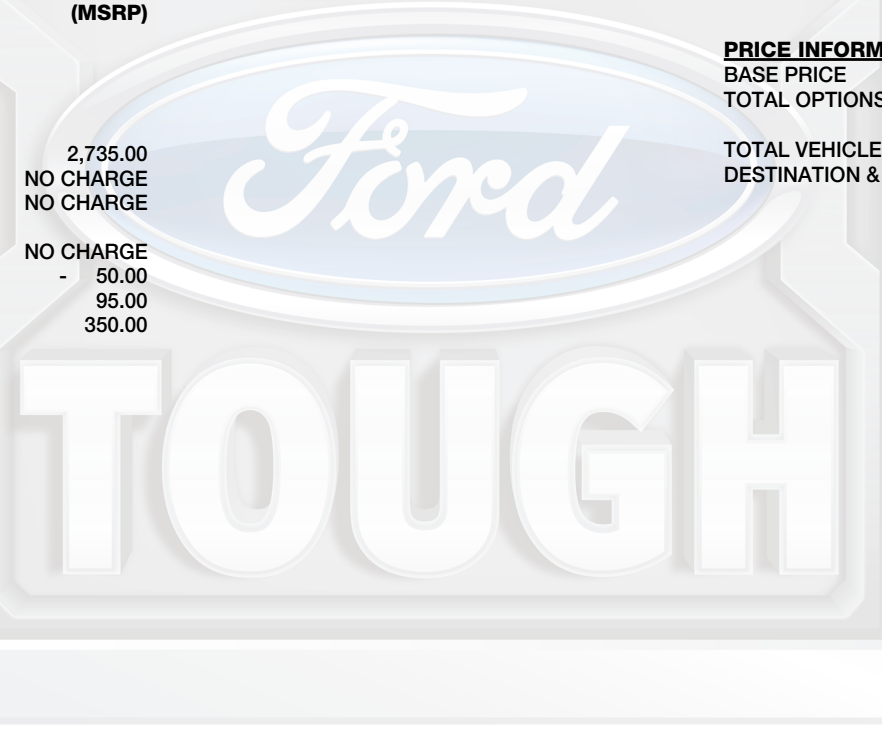 (MSRP)
2,735.00
NO CHARGE
NO CHARGE
NO CHARGE
- 50.00
95.00
350.00
PRICE INFORM
BASE PRICE
TOTAL OPTIONS
TOTAL VEHICLE
DESTINATION &
Ford
TOUGH